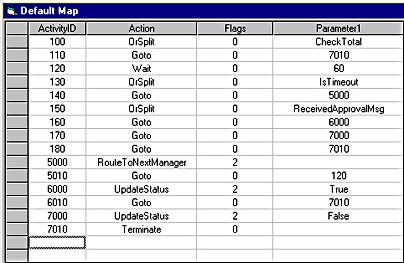 Default Map
ActivityID Action Flags Parameter1
100 OrSplit 0 CheckTotal
110 Goto 0 7010
120 Wait 0 60
130 OrSplit 0 IsTimeout
140 Goto 0 5000
150 OrSplit 0 ReceivedApprovalMsg
160 Goto 0 6000
170 Goto 0 7000
180 Goto 0 7010
5000 RouteToNextManager 2
5010 Goto 0 120
6000 UpdateStatus 2 True
6010 Goto 0 7010
7000 UpdateStatus 2 False
7010 Terminate 0